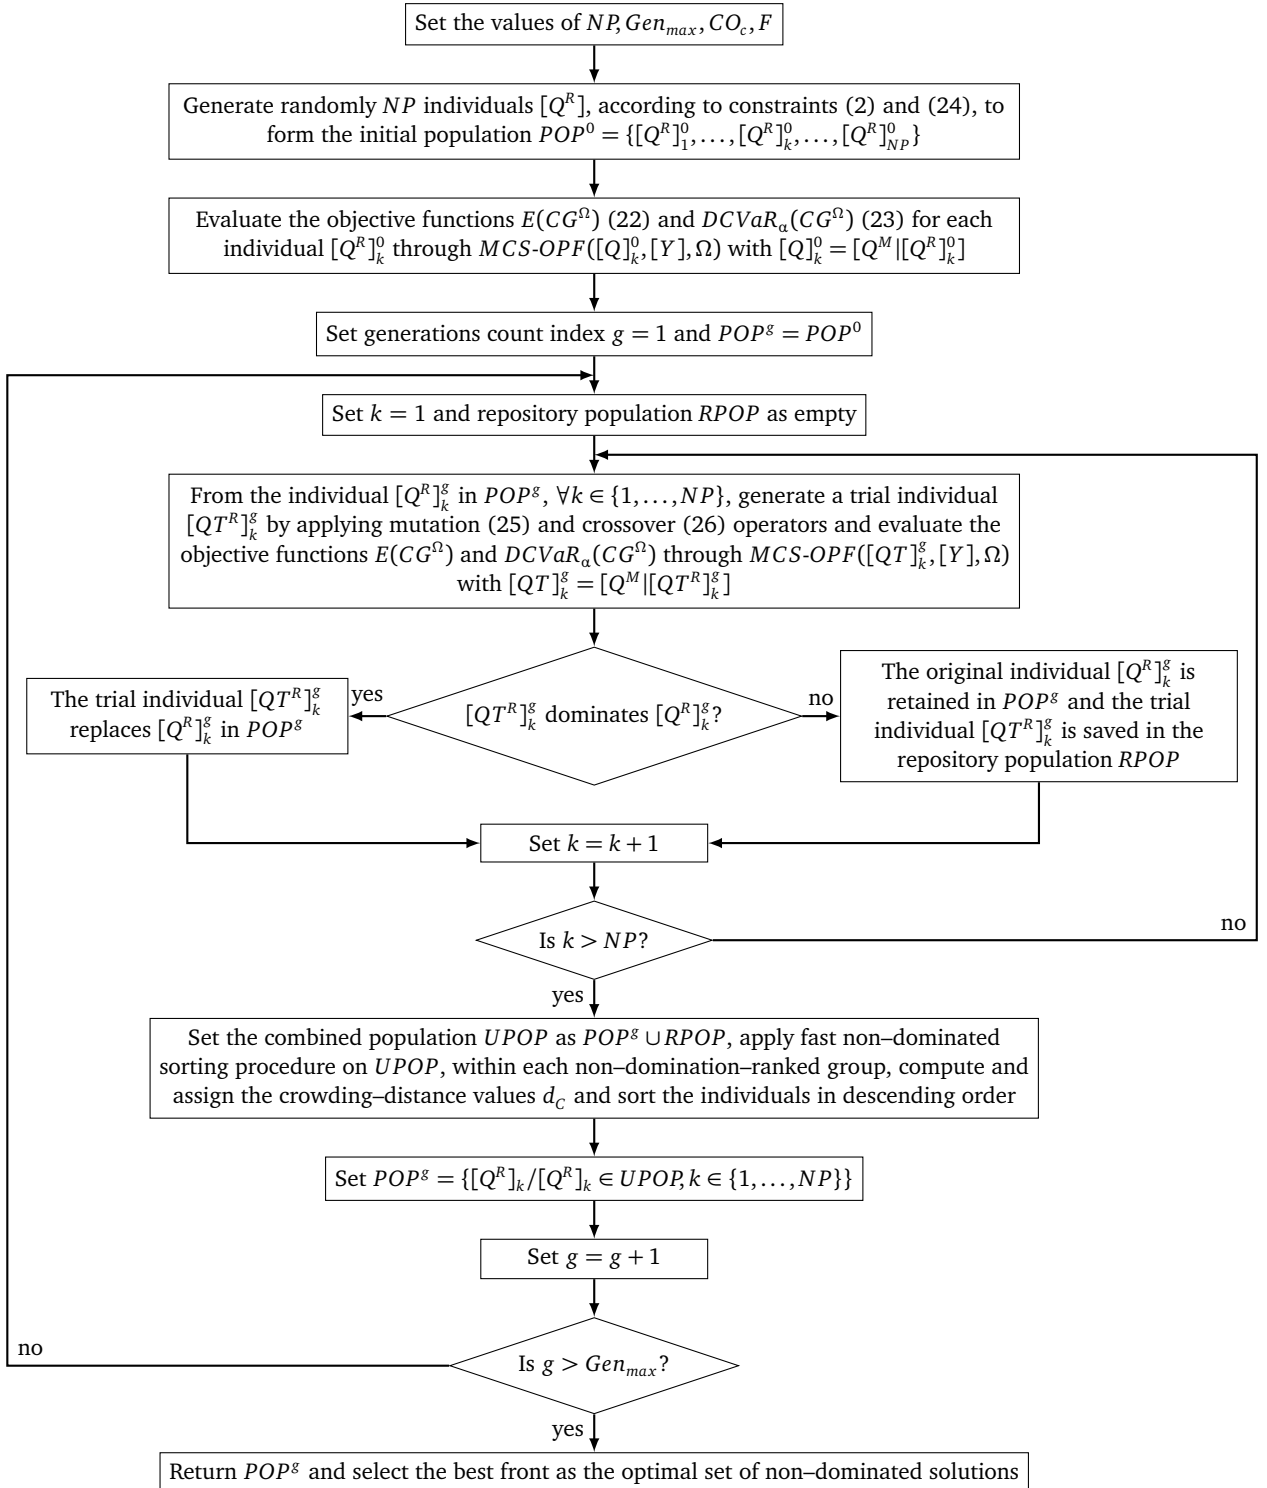 Set the values of NP, Gen_max, CO_c, F
Generate randomly NP individuals [Q^R], according to constraints (2) and (24), to
form the initial population POP^0 = {[Q^R]_1^0, ..., [Q^R]_k^0, ..., [Q^R]_NP^0}
Evaluate the objective functions E(CG^Ω) (22) and DCVaR_α(CG^Ω) (23) for each
individual [Q^R]_k^0 through MCS-OPF([Q]_k^0, [Y], Ω) with [Q]_k^0 = [Q^M|[Q^R]_k^0]
Set generations count index g = 1 and POP^g = POP^0
Set k = 1 and repository population RPOP as empty
From the individual [Q^R]_k^g in POP^g, ∀k ∈ {1, ..., NP}, generate a trial individual
[QT^R]_k^g by applying mutation (25) and crossover (26) operators and evaluate the
objective functions E(CG^Ω) and DCVaR_α(CG^Ω) through MCS-OPF([QT]_k^g, [Y], Ω)
with [QT]_k^g = [Q^M|[QT^R]_k^g]
[QT^R]_k^g dominates [Q^R]_k^g?
yes
The trial individual [QT^R]_k^g
replaces [Q^R]_k^g in POP^g
no
The original individual [Q^R]_k^g is
retained in POP^g and the trial
individual [QT^R]_k^g is saved in the
repository population RPOP
Set k = k + 1
Is k > NP?
no
yes
Set the combined population UPOP as POP^g ∪ RPOP, apply fast non–dominated
sorting procedure on UPOP, within each non–domination–ranked group, compute and
assign the crowding–distance values d_C and sort the individuals in descending order
Set POP^g = {[Q^R]_k/[Q^R]_k ∈ UPOP, k ∈ {1, ..., NP}}
Set g = g + 1
Is g > Gen_max?
no
yes
Return POP^g and select the best front as the optimal set of non–dominated solutions